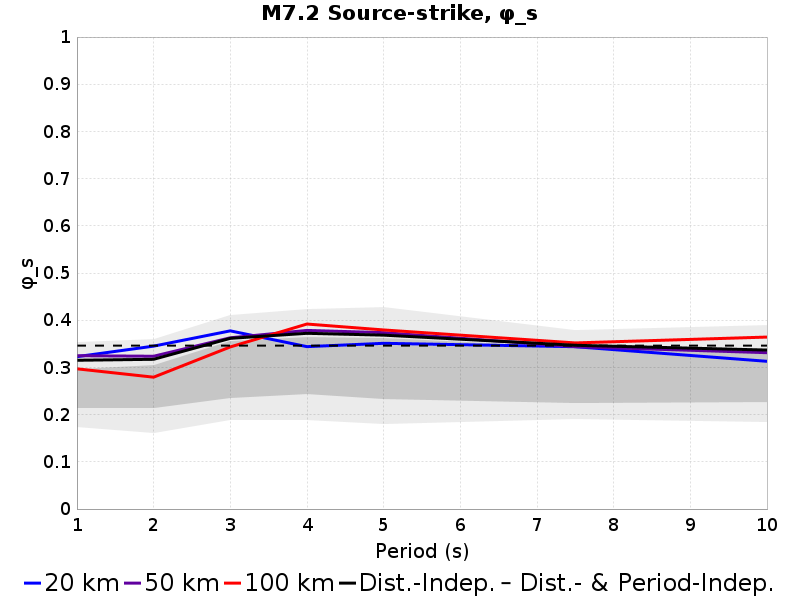 M7.2 Source-strike, φ_s
1
0.9
0.8
0.7
0.6
0.5
0.4
0.3
0.2
0.1
0
φ_s
1 2 3 4 5 6 7 8 9 10
Period (s)
20 km 50 km 100 km Dist.-Indep. Dist.- & Period-Indep.